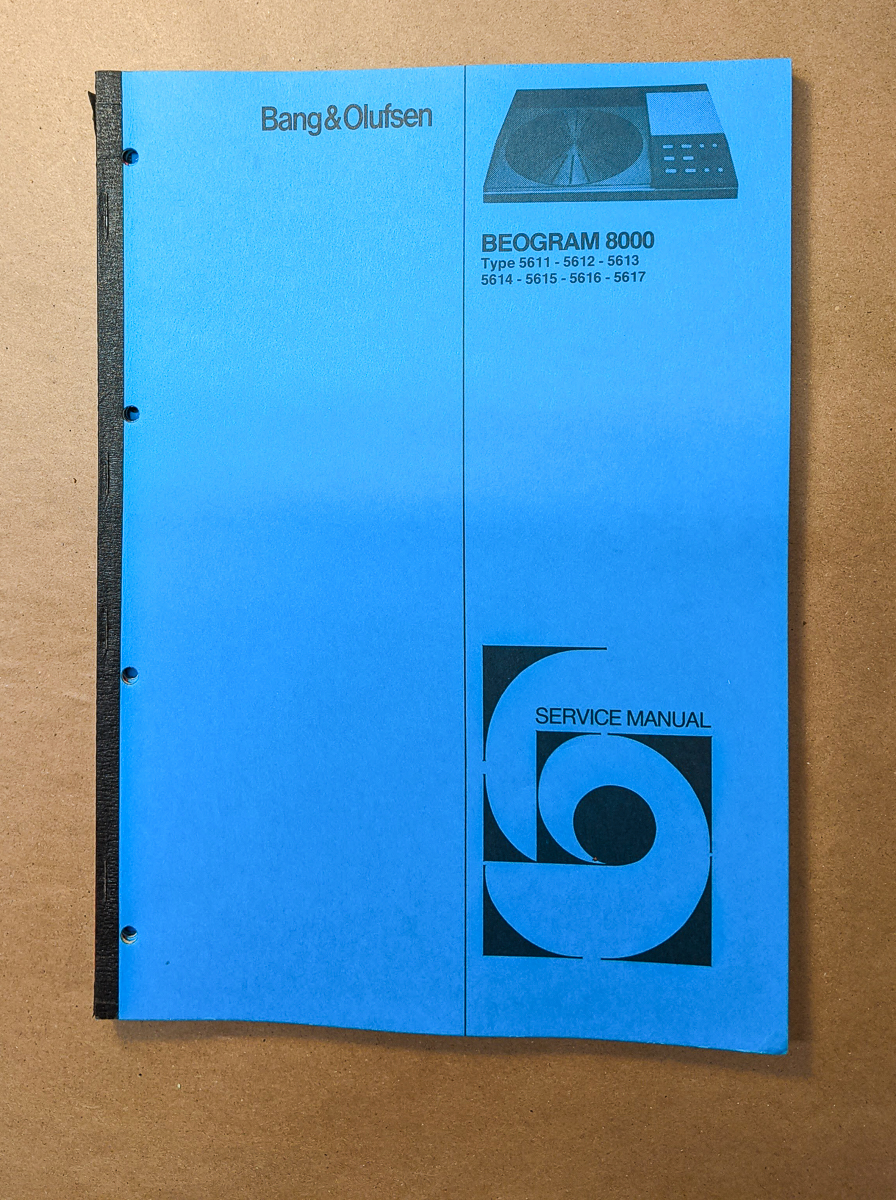 Bang&Olufsen
BEOGRAM 8000
Type 5611 - 5612 - 5613
5614 - 5615 - 5616 - 5617
SERVICE MANUAL